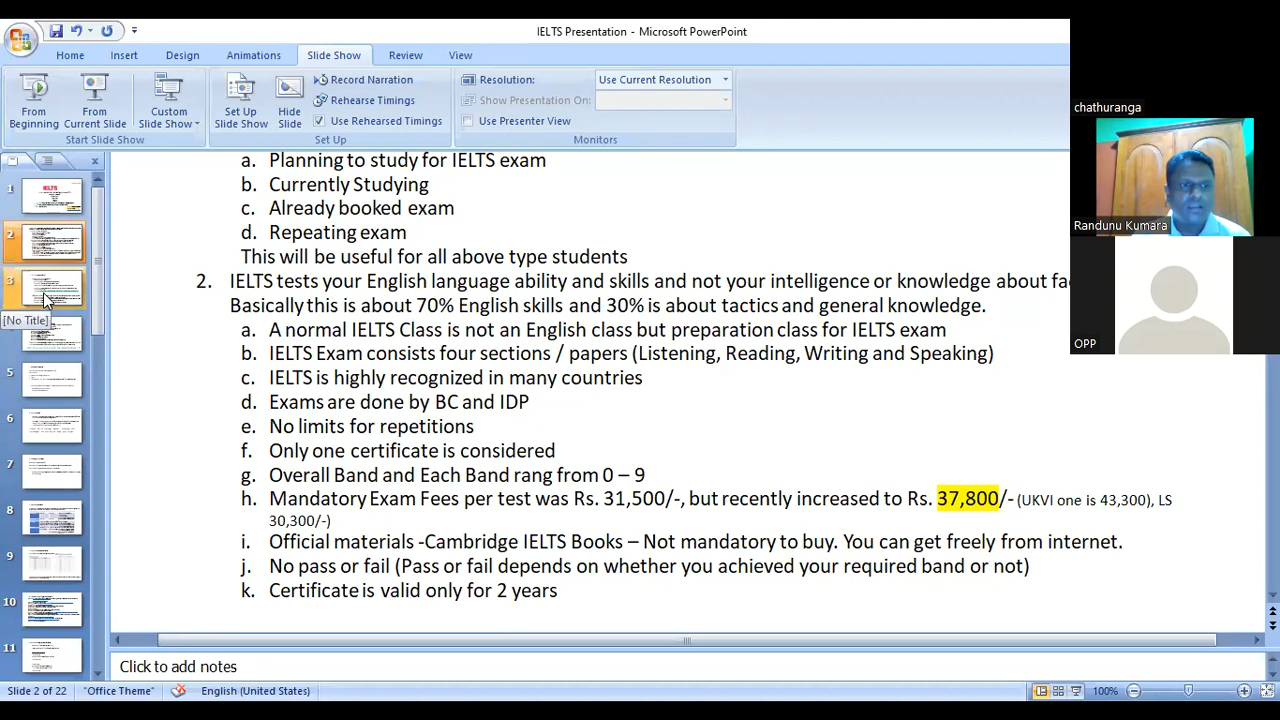 IELTS Presentation - Microsoft PowerPoint
Home Insert Design Animations Slide Show Review View
From Beginning
From Current Slide
Custom Slide Show
Start Slide Show
Set Up Slide Show
Hide Slide
Record Narration
Rehearse Timings
Use Rehearsed Timings
Set Up
Resolution: Use Current Resolution
Show Presentation On:
Use Presenter View
Monitors
chathuranga
Randunu Kumara
OPP
1
IELTS
2
3
[No Title]
5
6
7
8
9
10
11
a. Planning to study for IELTS exam
b. Currently Studying
c. Already booked exam
d. Repeating exam
This will be useful for all above type students
2. IELTS tests your English language ability and skills and not your intelligence or knowledge about
Basically this is about 70% English skills and 30% is about tactics and general knowledge.
a. A normal IELTS Class is not an English class but preparation class for IELTS exam
b. IELTS Exam consists four sections / papers (Listening, Reading, Writing and Speaking)
c. IELTS is highly recognized in many countries
d. Exams are done by BC and IDP
e. No limits for repetitions
f. Only one certificate is considered
g. Overall Band and Each Band rang from 0 – 9
h. Mandatory Exam Fees per test was Rs. 31,500/-, but recently increased to Rs. 37,800/- (UKVI one is 43,300), LS
30,300/-)
i. Official materials -Cambridge IELTS Books – Not mandatory to buy. You can get freely from internet.
j. No pass or fail (Pass or fail depends on whether you achieved your required band or not)
k. Certificate is valid only for 2 years
Click to add notes
Slide 2 of 22 "Office Theme" English (United States) 100%